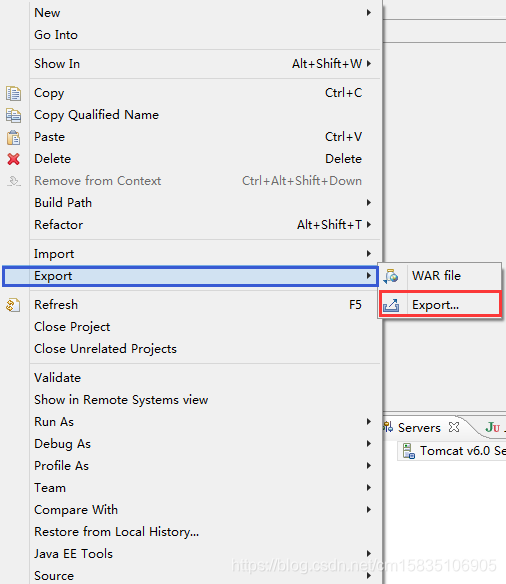 New
Go Into
Show In Alt+Shift+W
Copy Ctrl+C
Copy Qualified Name
Paste Ctrl+V
Delete Delete
Remove from Context Ctrl+Alt+Shift+Down
Build Path
Refactor Alt+Shift+T
Import
Export
WAR file
Export...
Refresh F5
Close Project
Close Unrelated Projects
Validate
Show in Remote Systems view
Run As
Debug As
Profile As
Team
Compare With
Restore from Local History...
Java EE Tools
Source
Servers
JU
Tomcat v6.0 Se
https://blog.csdn.net/cm15835106905